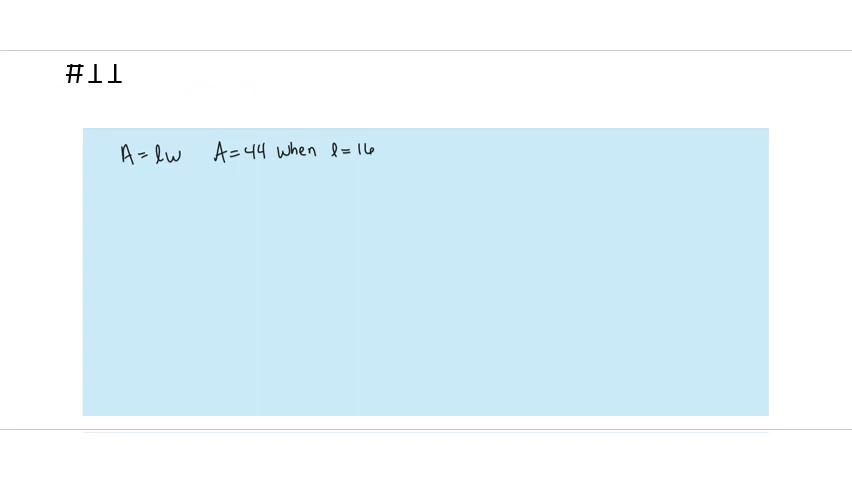 #11
A = lw A = 44 when l = 16